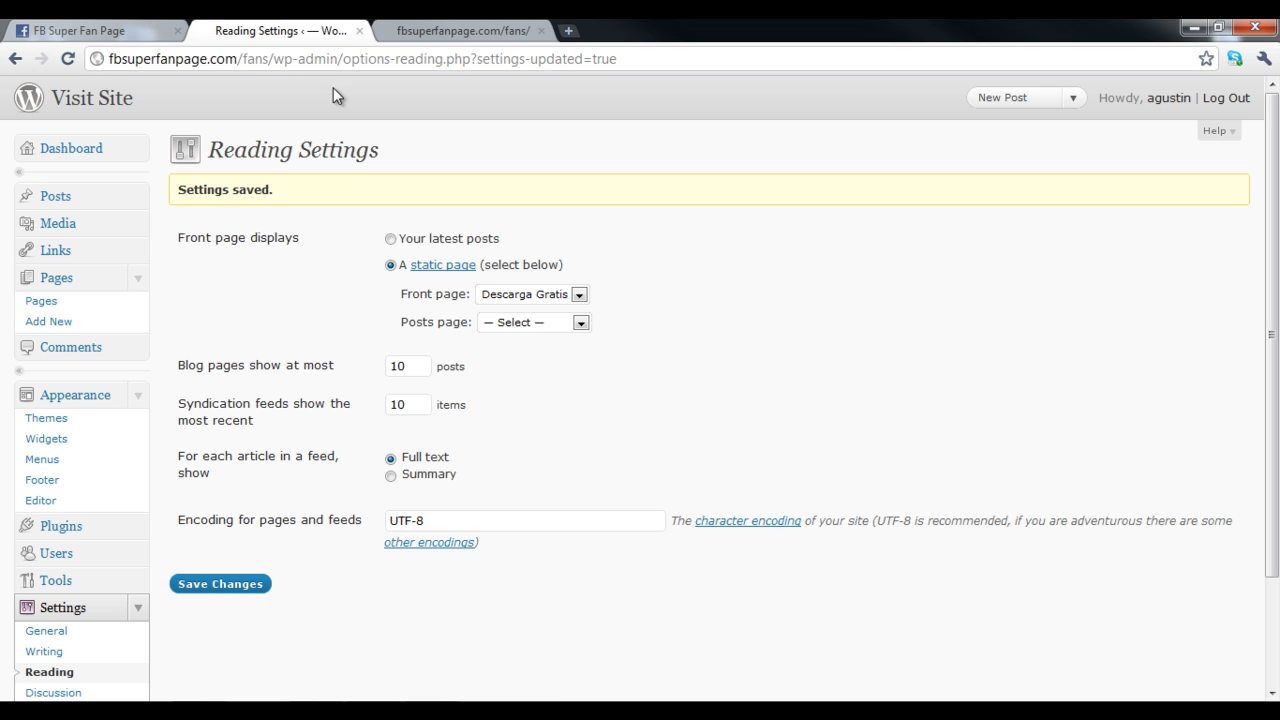 FB Super Fan Page
Reading Settings ‹ — Wo...
fbsuperfanpage.com/fans/
fbsuperfanpage.com/fans/wp-admin/options-reading.php?settings-updated=true
Visit Site
New Post
Howdy, agustin | Log Out
Help
Dashboard
Posts
Media
Links
Pages
Pages
Add New
Comments
Appearance
Themes
Widgets
Menus
Footer
Editor
Plugins
Users
Tools
Settings
General
Writing
Reading
Discussion
Reading Settings
Settings saved.
Front page displays
Your latest posts
A static page (select below)
Front page: Descarga Gratis
Posts page: — Select —
Blog pages show at most
10 posts
Syndication feeds show the
most recent
10 items
For each article in a feed,
show
Full text
Summary
Encoding for pages and feeds
UTF-8
The character encoding of your site (UTF-8 is recommended, if you are adventurous there are some
other encodings)
Save Changes